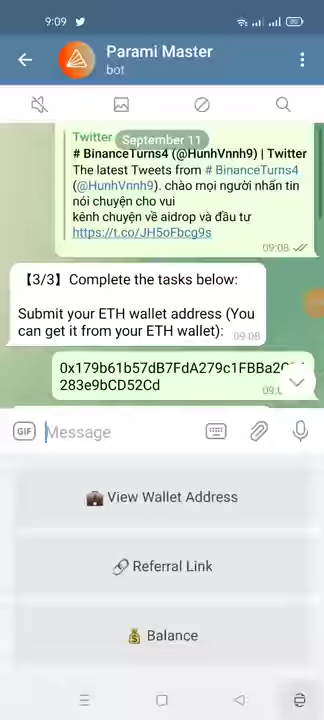 9:09
Parami Master
bot
Twitter
September 11
# BinanceTurns4 (@HunhVnnh9) | Twitter
The latest Tweets from # BinanceTurns4
(@HunhVnnh9). chào mọi người nhấn tin
nói chuyện cho vui
kênh chuyện về aidrop và đầu tư
https://t.co/JH5oFbcg9s
09:08
【3/3】Complete the tasks below:
Submit your ETH wallet address (You
can get it from your ETH wallet):
09:08
283e9bCD52Cd
GIF
Message
💼 View Wallet Address
🔗 Referral Link
💰 Balance